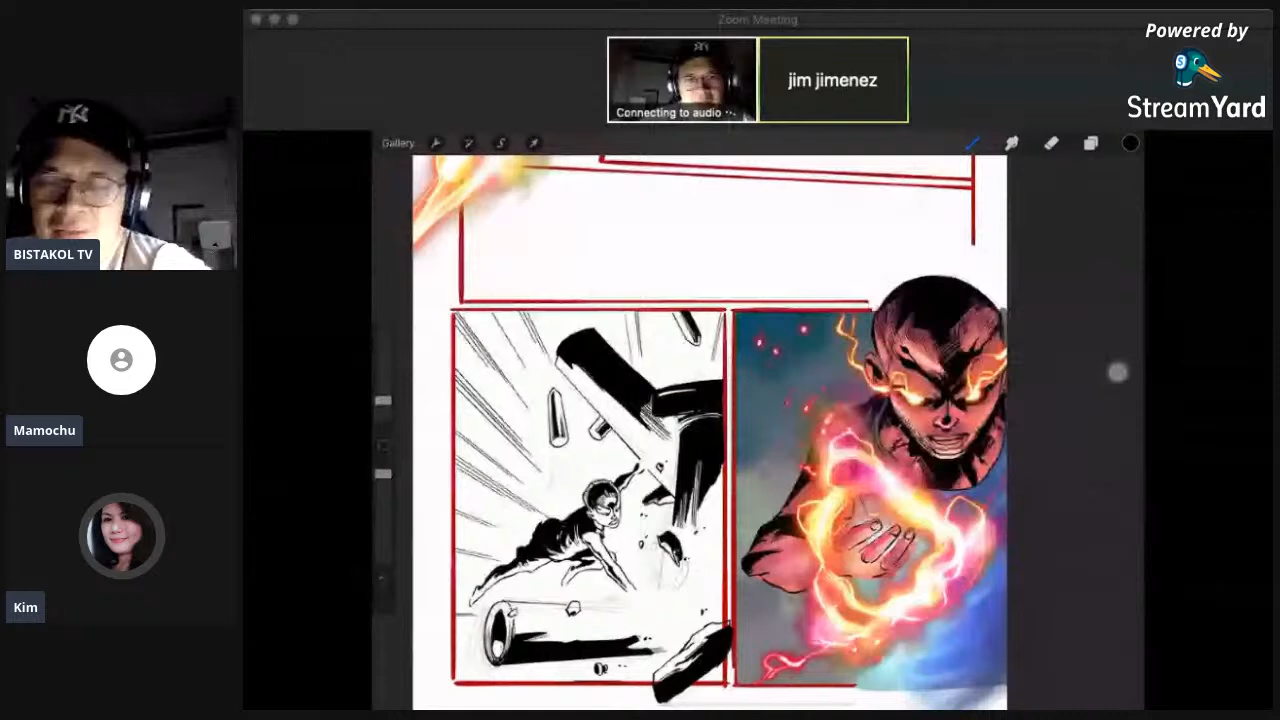 Zoom Meeting
Powered by
StreamYard
jim jimenez
Connecting to audio ...
Gallery
BISTAKOL TV
Mamochu
Kim